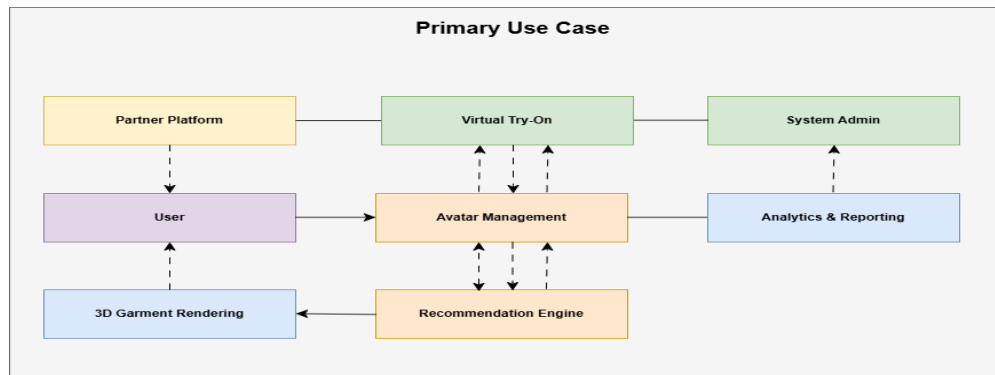 Primary Use Case
Partner Platform
Virtual Try-On
System Admin
User
Avatar Management
Analytics & Reporting
3D Garment Rendering
Recommendation Engine